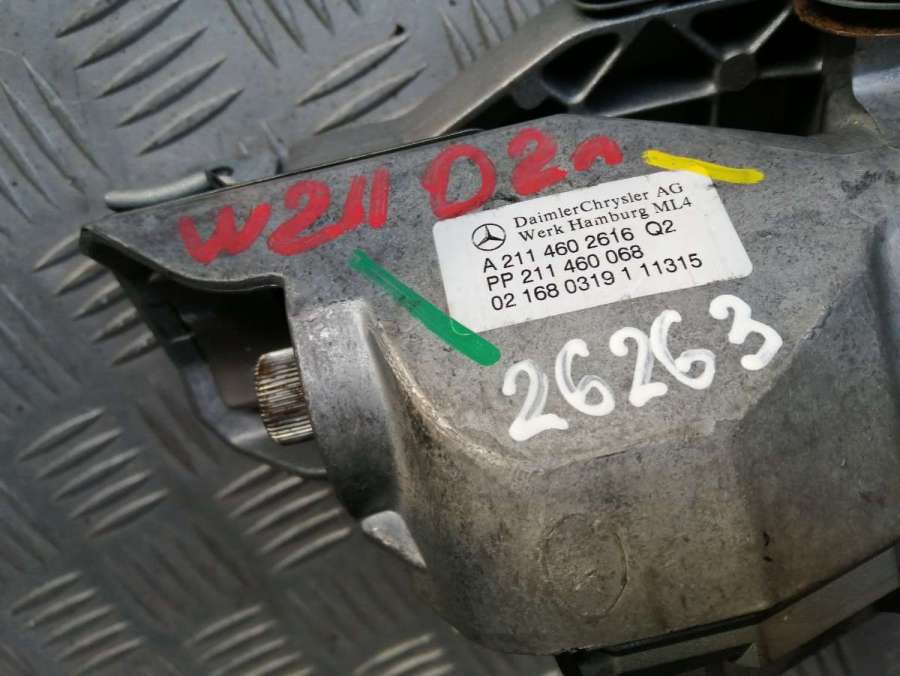 W211 D2n
DaimlerChrysler AG
Werk Hamburg ML4
A 211 460 2616 Q2
PP 211 460 068
02 168 0319 1 11315
26263